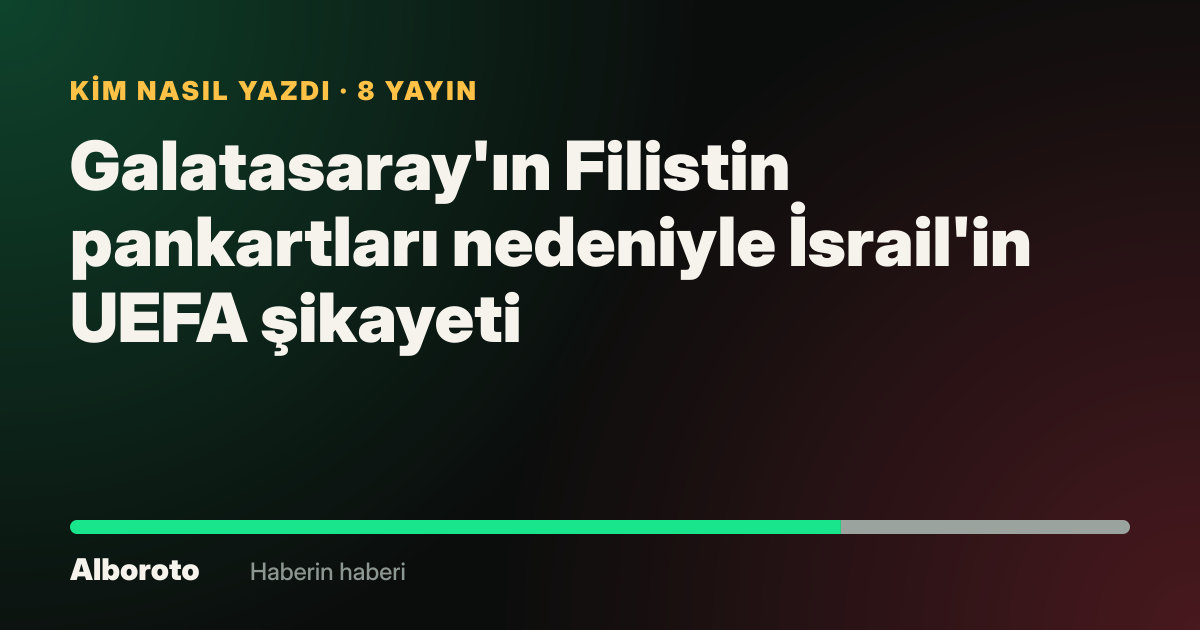 KİM NASIL YAZDI · 8 YAYIN
Galatasaray'ın Filistin
pankartları nedeniyle İsrail'in
UEFA şikayeti
Alboroto
Haberin haberi